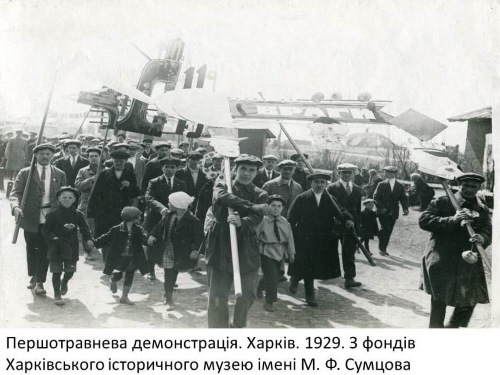 Першотравнева демонстрація. Харків. 1929. З фондів
Харківського історичного музею імені М. Ф. Сумцова